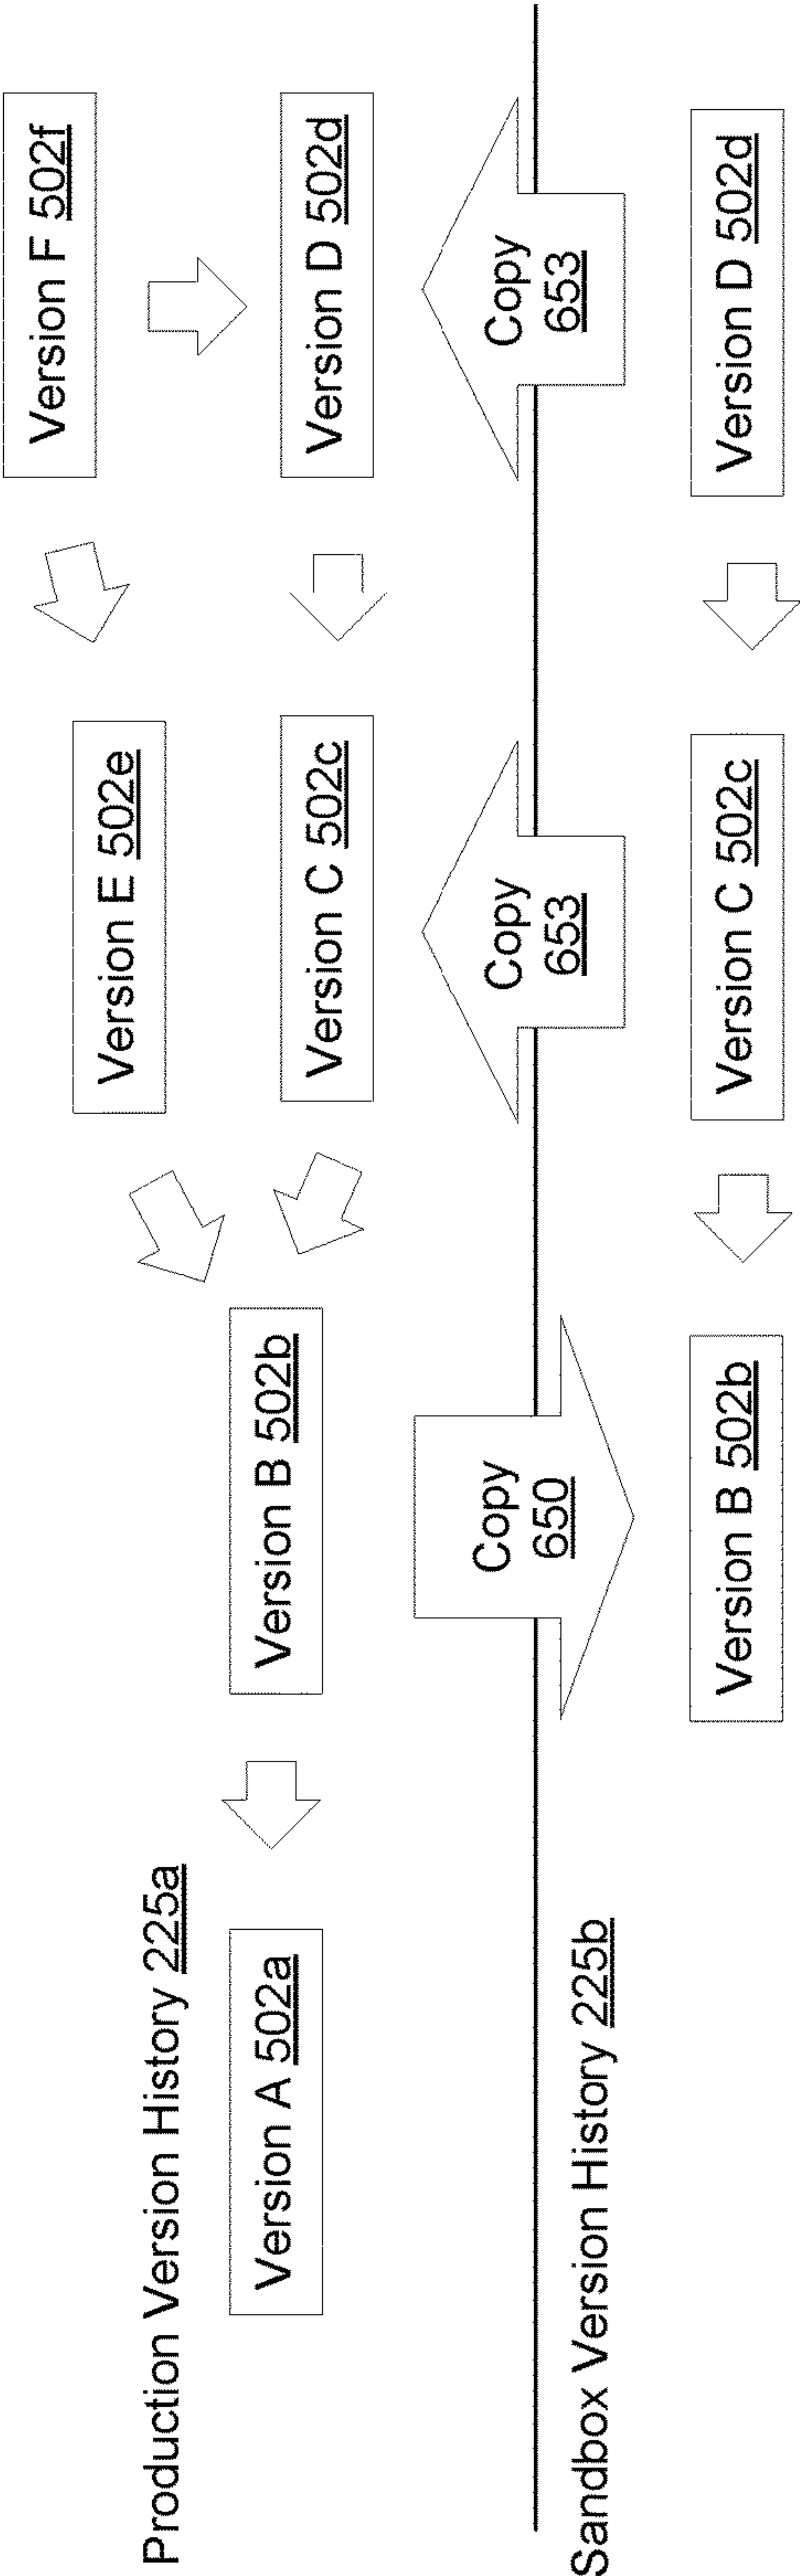 Production Version History 225a
Version F 502f
Version E 502e
Version A 502a
Version B 502b
Version C 502c
Version D 502d
Copy
650
Copy
653
Copy
653
Sandbox Version History 225b
Version B 502b
Version C 502c
Version D 502d